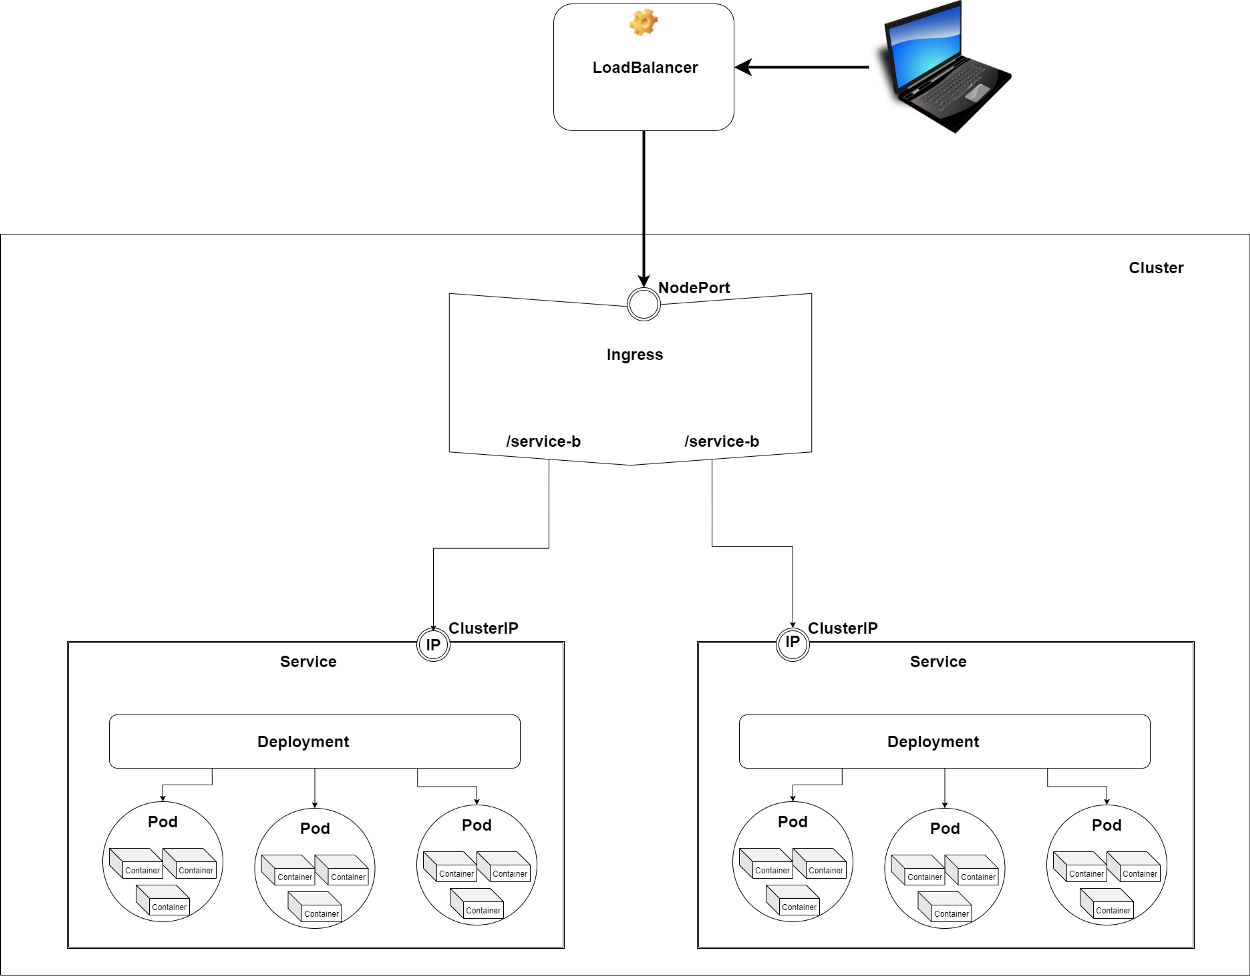 LoadBalancer
Cluster
NodePort
Ingress
/service-b /service-b
ClusterIP ClusterIP
IP IP
Service Service
Deployment Deployment
Pod Pod Pod Pod Pod Pod
Container Container Container Container Container Container Container Container Container Container Container Container
Container Container Container Container Container Container